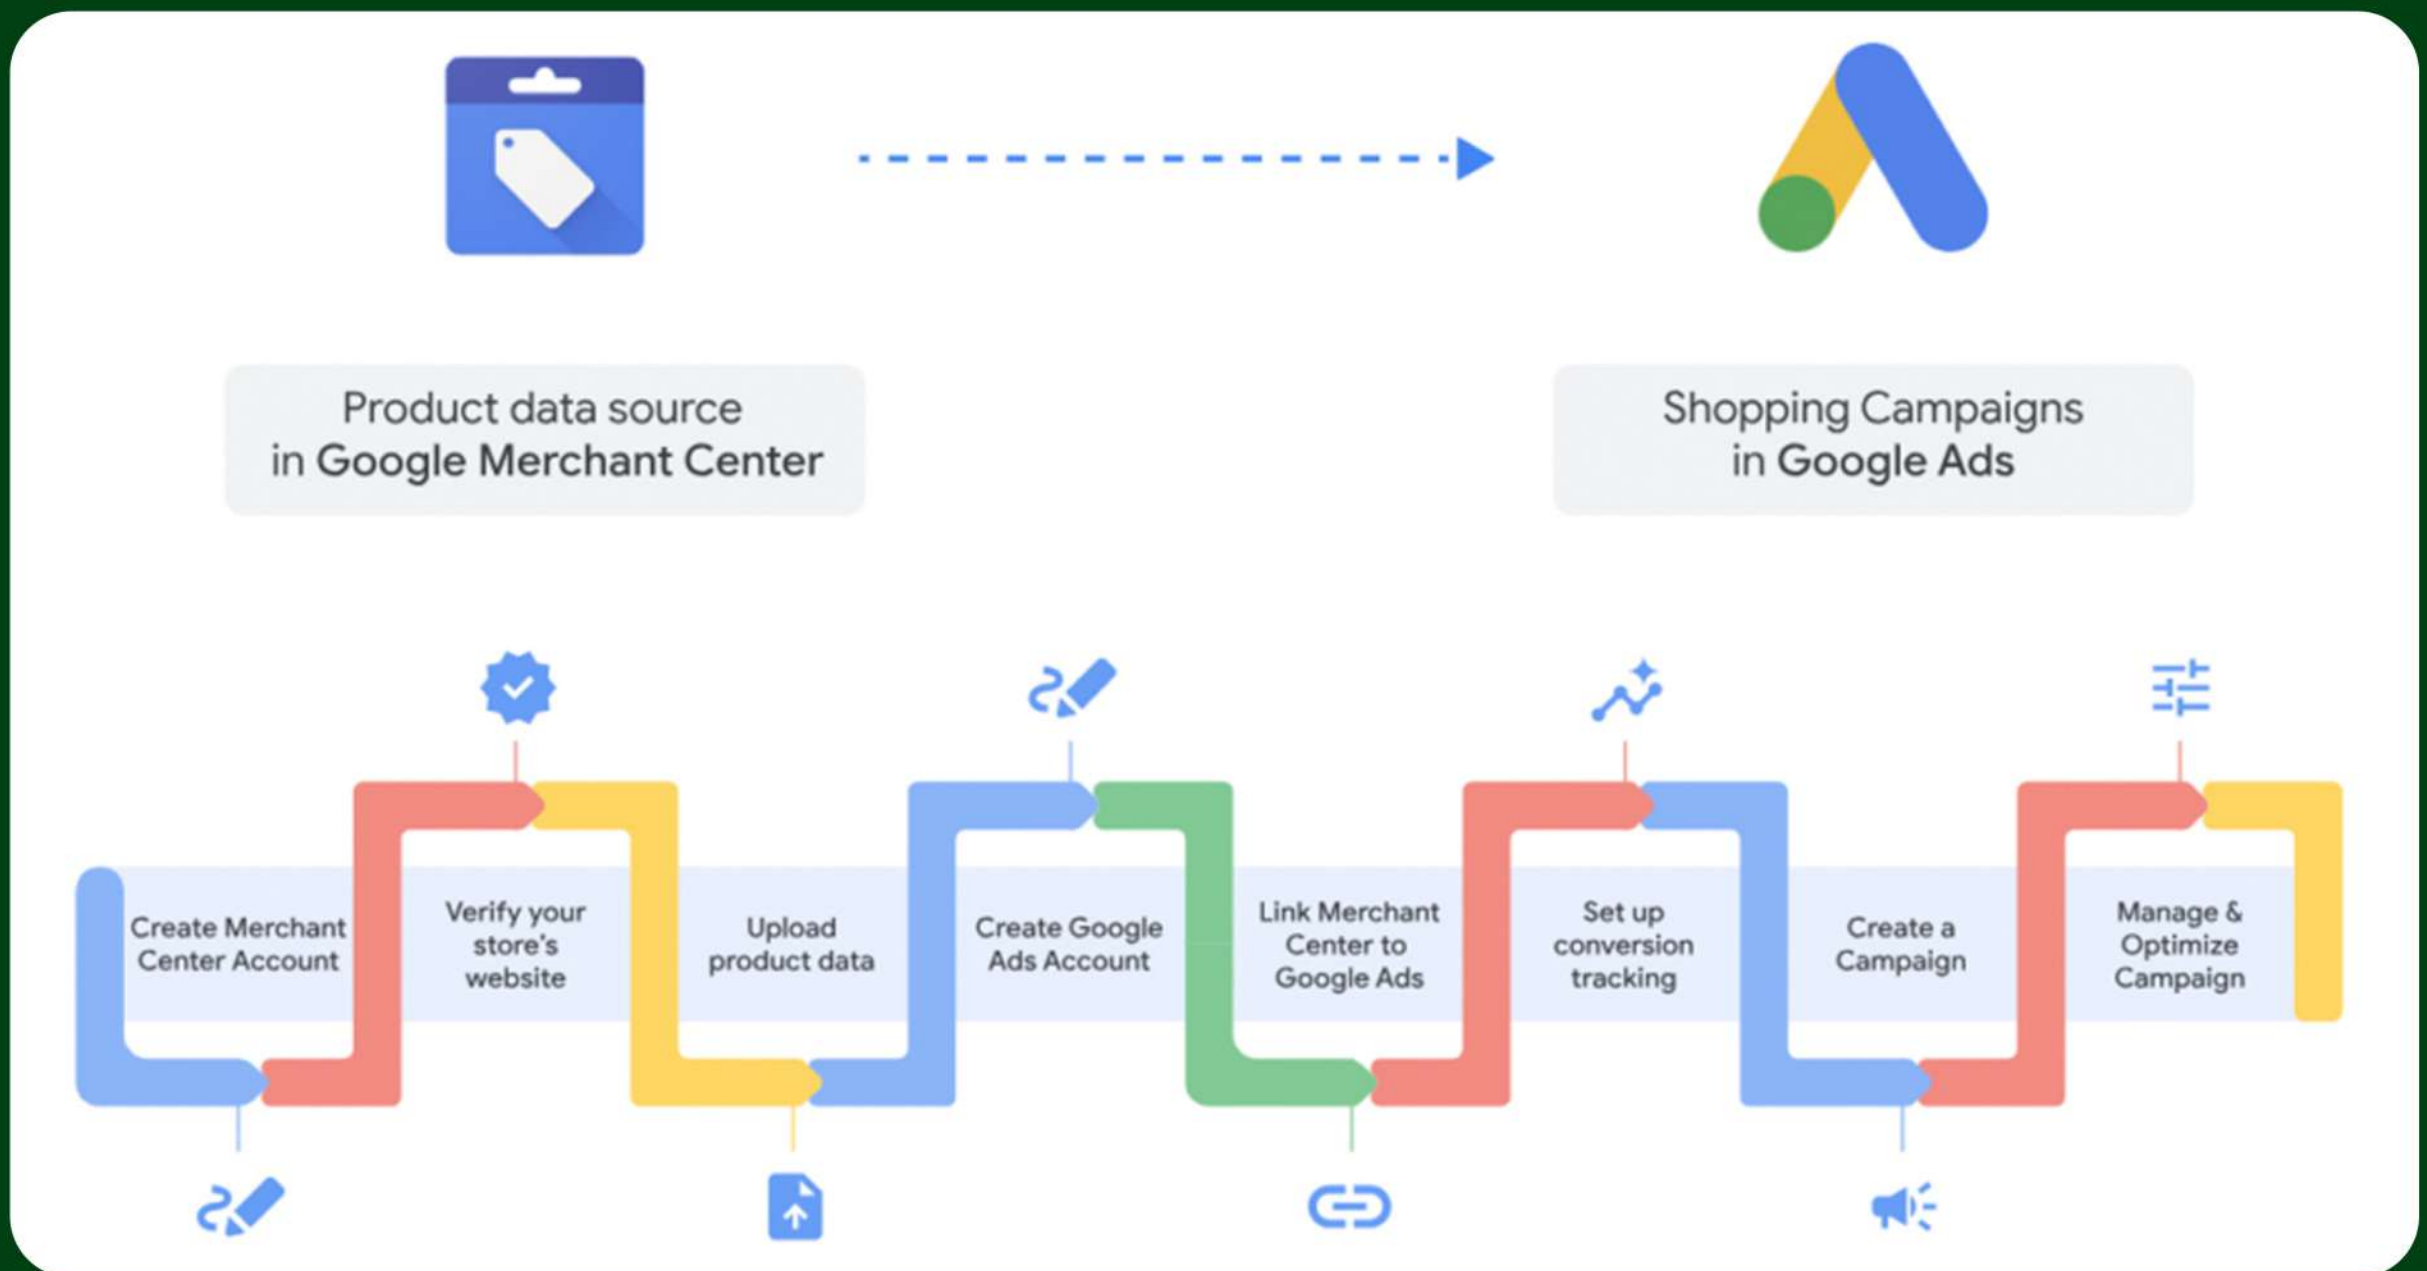 Product data source
in Google Merchant Center
Shopping Campaigns
in Google Ads
Create Merchant
Center Account
Verify your
store's
website
Upload
product data
Create Google
Ads Account
Link Merchant
Center to
Google Ads
Set up
conversion
tracking
Create a
Campaign
Manage &
Optimize
Campaign